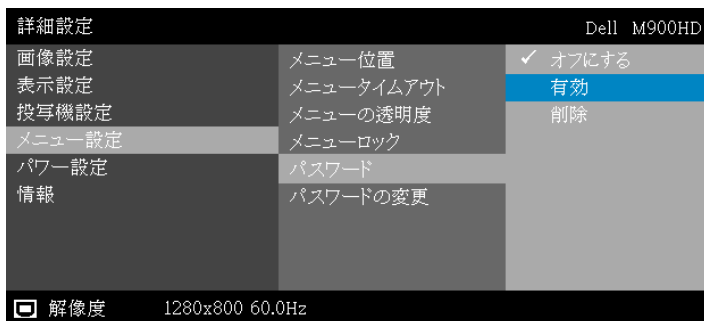 詳細設定 Dell M900HD
画像設定
表示設定
投写機設定
メニュー設定
パワー設定
情報
メニュー位置
メニュータイムアウト
メニューの透明度
メニューロック
パスワード
パスワードの変更
✓ オフにする
有効
削除
解像度 1280x800 60.0Hz